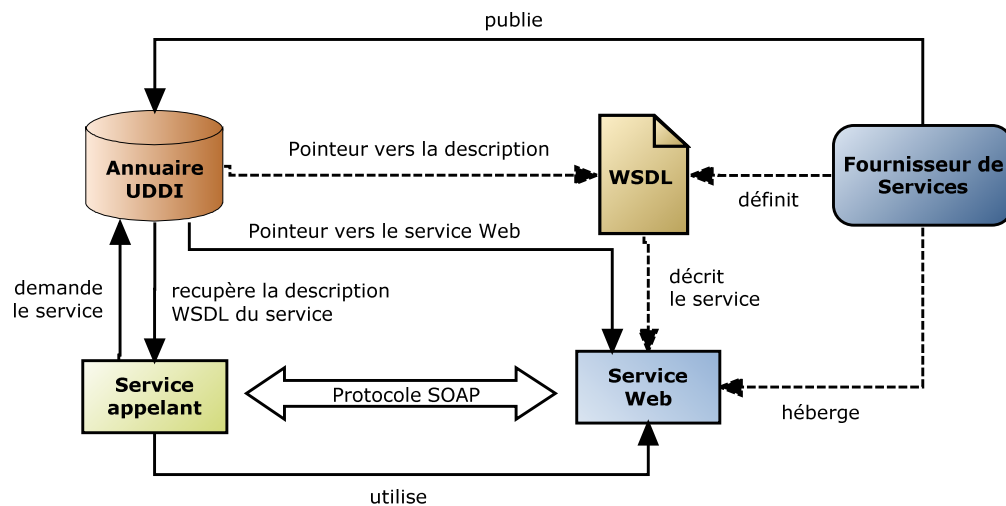 publie
Annuaire
UDDI
Pointeur vers la description
WSDL
définit
Fournisseur de
Services
Pointeur vers le service Web
demande
le service
recupère la description
WSDL du service
décrit
le service
Service
appelant
Protocole SOAP
Service
Web
héberge
utilise